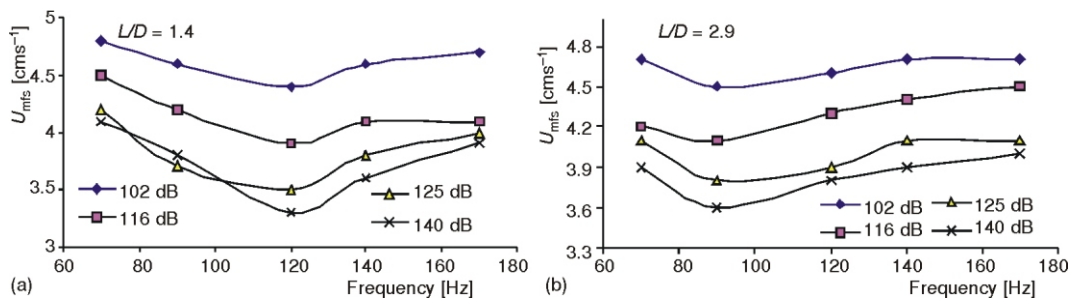 L/D = 1.4
U_mfs [cms⁻¹]
5
4.5
4
3.5
3
102 dB
116 dB
125 dB
140 dB
60 80 100 120 140 160 180
(a)
Frequency [Hz]
L/D = 2.9
U_mfs [cms⁻¹]
4.8
4.5
4.2
3.9
3.6
3.3
102 dB
116 dB
125 dB
140 dB
60 80 100 120 140 160 180
(b)
Frequency [Hz]